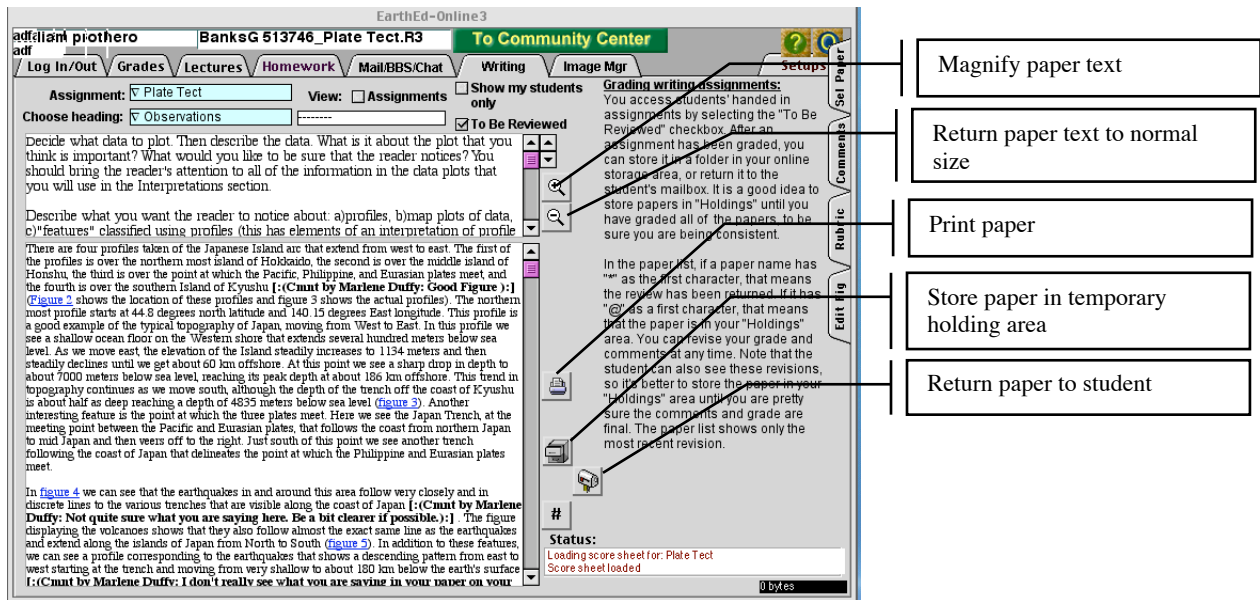 EarthEd-Online3
adf
adf
prothero
BanksG 513746_Plate Tect.R3
To Community Center
?
Log In/Out
Grades
Lectures
Homework
Mail/BBS/Chat
Writing
Image Mgr
Setups
Assignment:
∇ Plate Tect
View:
Assignments
Show my students only
Choose heading:
∇ Observations
--------
To Be Reviewed
Decide what data to plot. Then describe the data. What is it about the plot that you
think is important? What would you like to be sure that the reader notices? You
should bring the reader's attention to all of the information in the data plots that
you will use in the Interpretations section.
Describe what you want the reader to notice about: a)profiles, b)map plots of data,
c)"features" classified using profiles (this has elements of an interpretation of profile
There are four profiles taken of the Japanese Island arc that extend from west to east. The first of
the profiles is over the northern most island of Hokkaido, the second is over the middle island of
Honshu, the third is over the point at which the Pacific, Philippine, and Eurasian plates meet, and
the fourth is over the southern Island of Kyushu [:(Cmnt by Marlene Duffy: Good Figure ):]
(Figure 2 shows the location of these profiles and figure 3 shows the actual profiles). The northern
most profile starts at 44.8 degrees north latitude and 140.15 degrees East longitude. This profile is
a good example of the typical topography of Japan, moving from West to East. In this profile we
see a shallow ocean floor on the Western shore that extends several hundred meters below sea
level. As we move east, the elevation of the Island steadily increases to 1134 meters and then
steadily declines until we get about 60 km offshore. At this point we see a sharp drop in depth to
about 7000 meters below sea level, reaching its peak depth at about 186 km offshore. This trend in
topography continues as we move south, although the depth of the trench off the coast of Kyushu
is about half as deep reaching a depth of 4835 meters below sea level (figure 3). Another
interesting feature is the point at which the three plates meet. Here we see the Japan Trench, at the
meeting point between the Pacific and Eurasian plates, that follows the coast from northern Japan
to mid Japan and then veers off to the right. Just south of this point we see another trench
following the coast of Japan that delineates the point at which the Philippine and Eurasian plates
meet.
In figure 4 we can see that the earthquakes in and around this area follow very closely and in
discrete lines to the various trenches that are visible along the coast of Japan [:(Cmnt by Marlene
Duffy: Not quite sure what you are saying here. Be a bit clearer if possible.):] . The figure
displaying the volcanoes shows that they also follow almost the exact same line as the earthquakes
and extend along the islands of Japan from North to South (figure 5). In addition to these features,
we can see a profile corresponding to the earthquakes that shows a descending pattern from east to
west starting at the trench and moving from very shallow to about 180 km below the earth's surface
[:(Cmnt by Marlene Duffy: I don't really see what you are saying in your paper on your
#
Grading writing assignments:
You access students' handed in
assignments by selecting the "To Be
Reviewed" checkbox. After an
assignment has been graded, you
can store it in a folder in your online
storage area, or return it to the
student's mailbox. It is a good idea to
store papers in "Holdings" until you
have graded all of the papers, to be
sure you are being consistent.
In the paper list, if a paper name has
"*" as the first character, that means
the review has been returned. If it has
"@" as a first character, that means
that the paper is in your "Holdings"
area. You can revise your grade and
comments at any time. Note that the
student can also see these revisions,
so it's better to store the paper in your
"Holdings" area until you are pretty
sure the comments and grade are
final. The paper list shows only the
most recent revision.
Status:
Loading score sheet for: Plate Tect
Score sheet loaded
0 bytes
Sel Paper
Comments
Rubric
Edit Fig
Magnify paper text
Return paper text to normal
size
Print paper
Store paper in temporary
holding area
Return paper to student